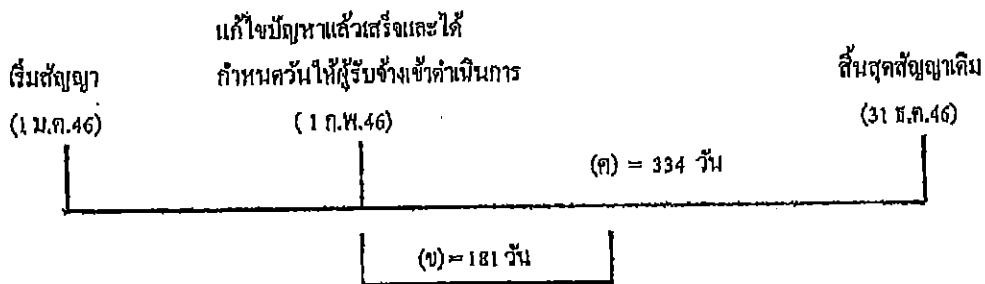 แก้ไขปัญหาแล้วเสร็จและได้
เริ่มสัญญา กำหนดวันให้ผู้รับจ้างเข้าดำเนินการ สิ้นสุดสัญญาเดิม
(1 ม.ค.46) ( 1 ก.พ.46) (31 ธ.ค.46)
(ค) = 334 วัน
(ข) = 181 วัน